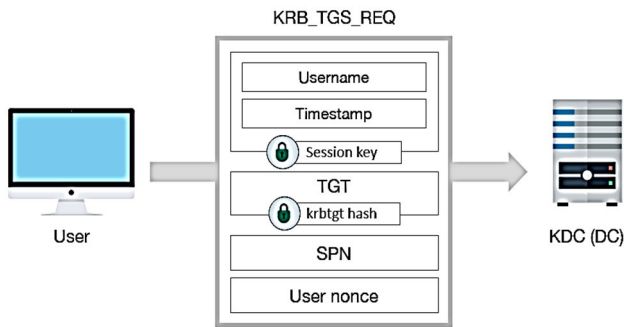 KRB_TGS_REQ
Username
Timestamp
Session key
TGT
krbtgt hash
SPN
User nonce
User
KDC (DC)